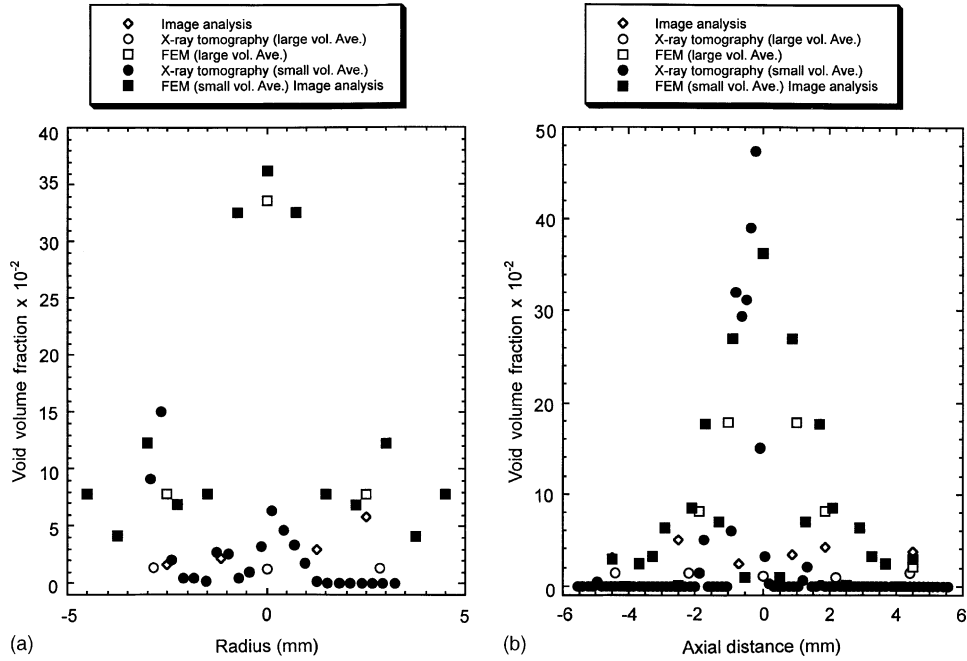 Image analysis
X-ray tomography (large vol. Ave.)
FEM (large vol. Ave.)
X-ray tomography (small vol. Ave.)
FEM (small vol. Ave.) Image analysis
40
35
30
25
20
15
10
5
0
Void volume fraction x 10-2
-5
0
5
(a)
Radius (mm)
Image analysis
X-ray tomography (large vol. Ave.)
FEM (large vol. Ave.)
X-ray tomography (small vol. Ave.)
FEM (small vol. Ave.) Image analysis
50
40
30
20
10
0
Void volume fraction x 10-2
-6
-4
-2
0
2
4
6
(b)
Axial distance (mm)